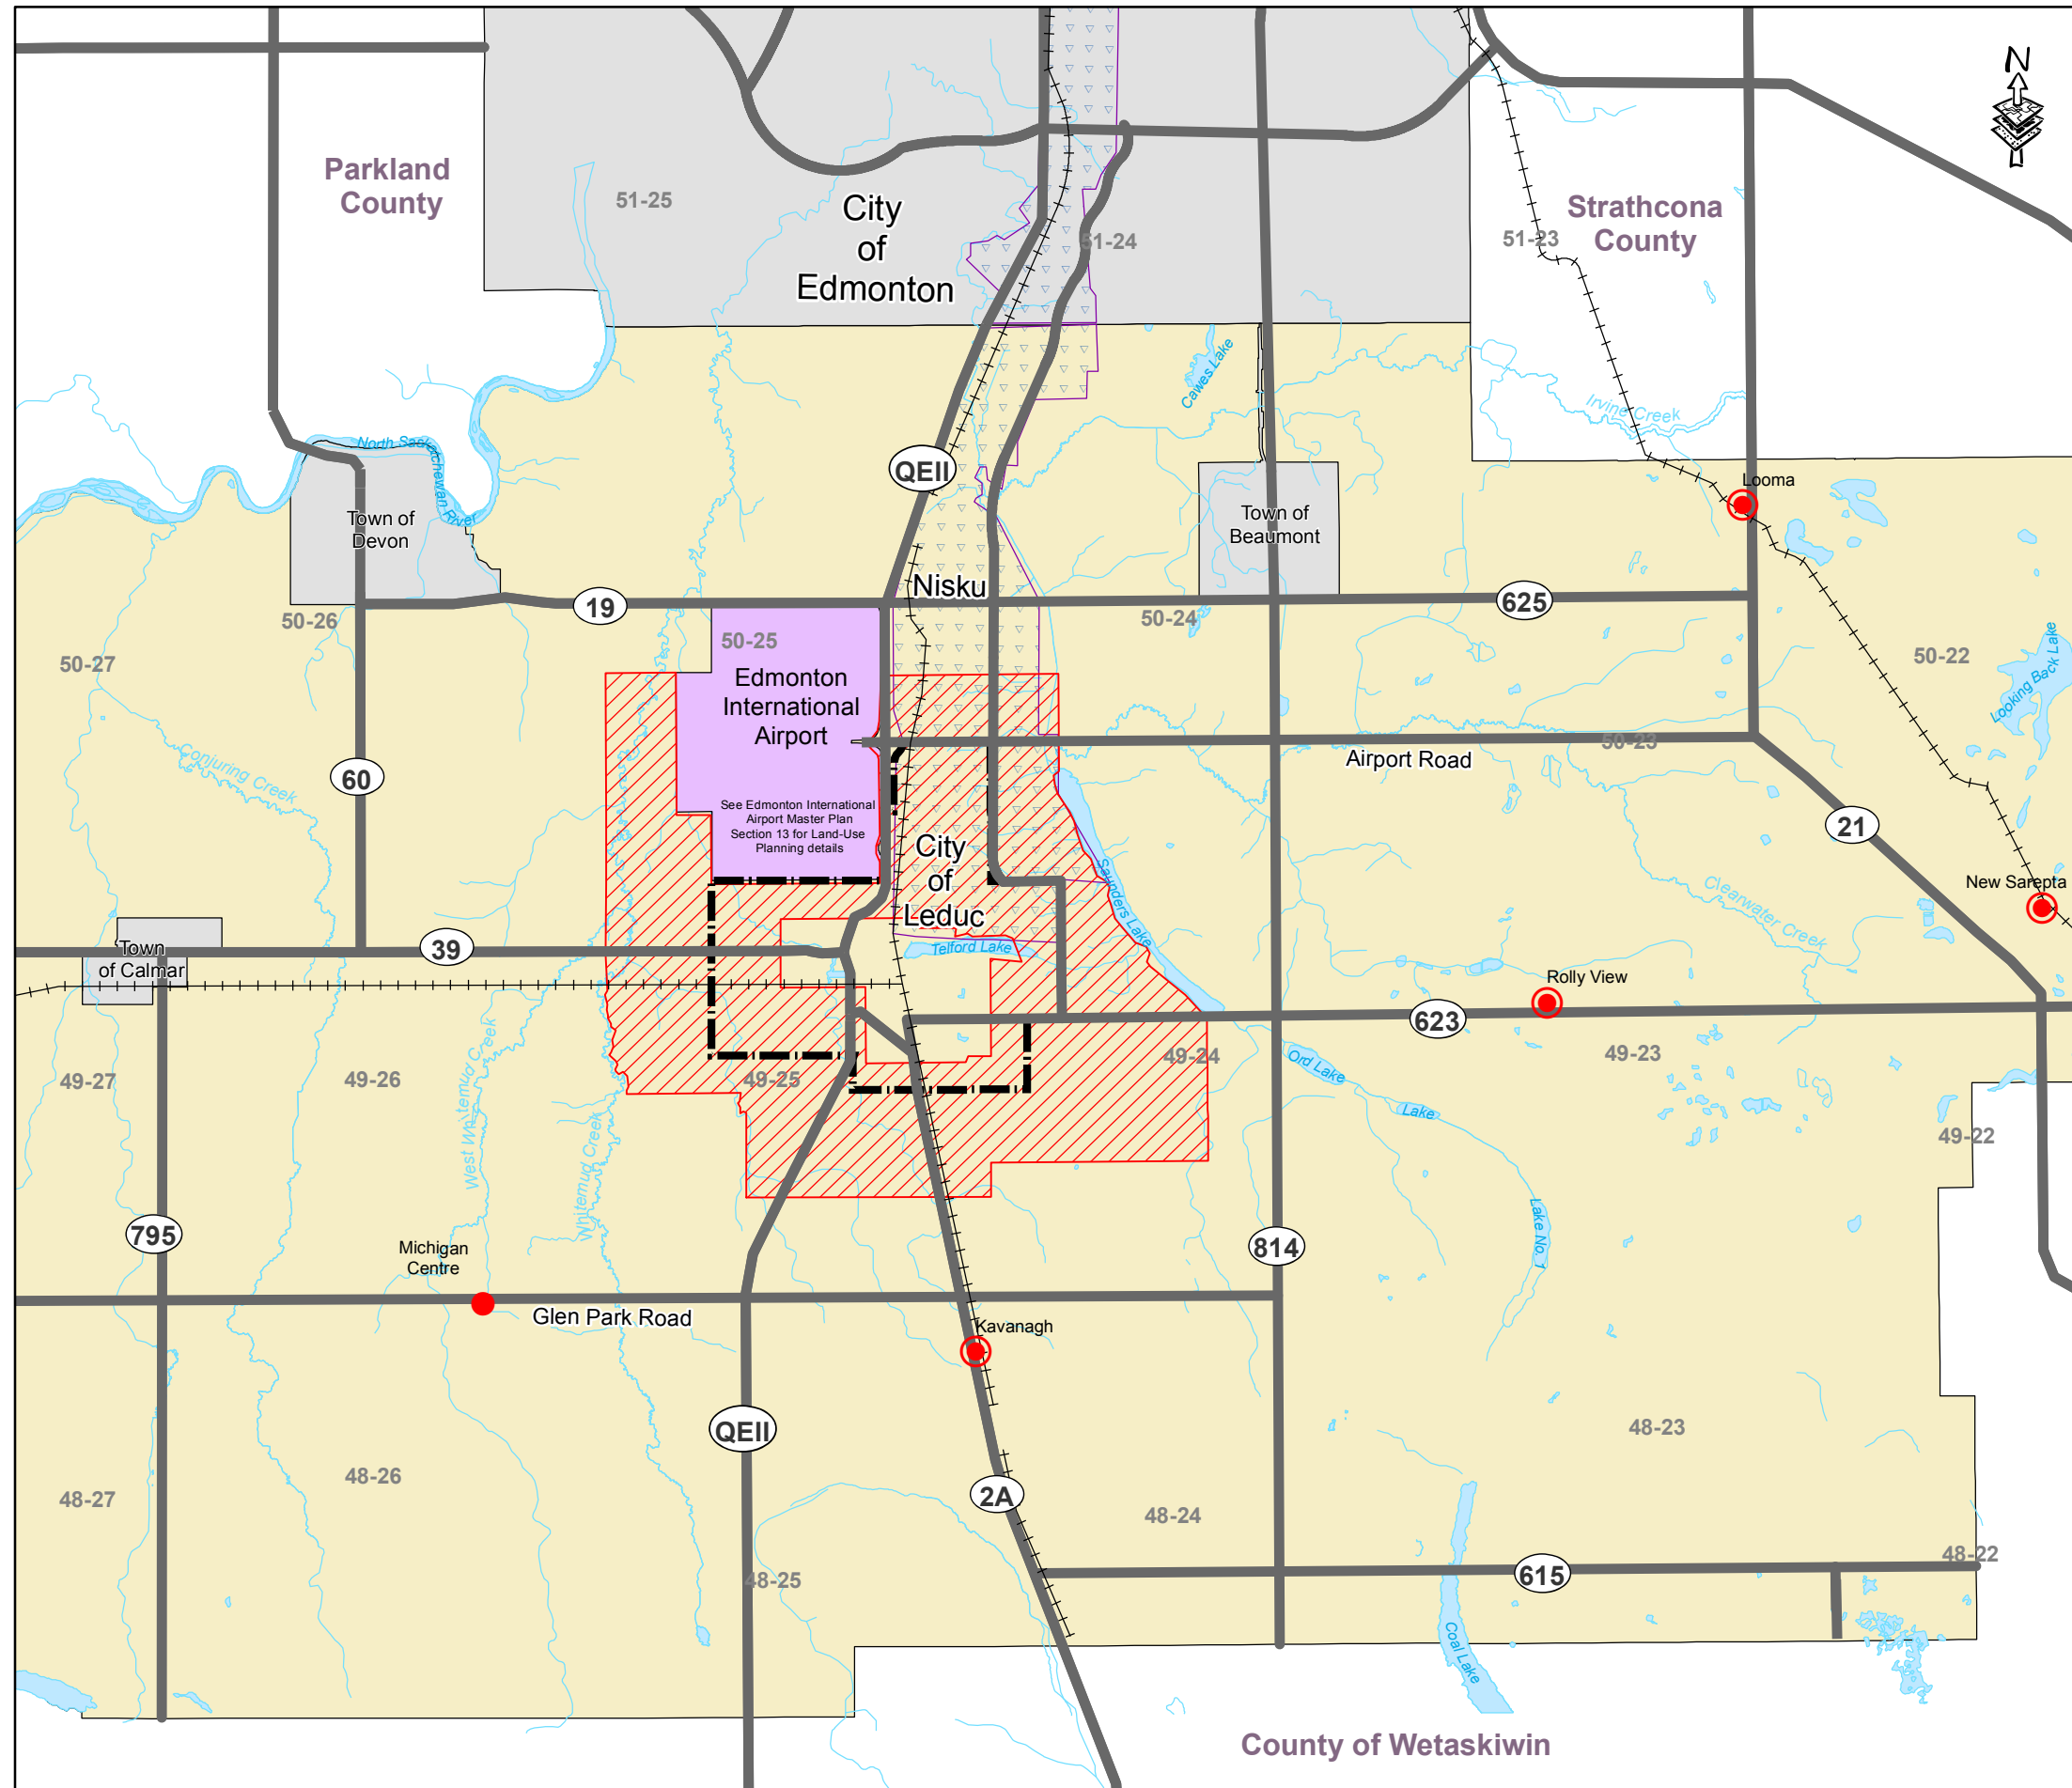 N
Parkland
County
51-25
City
of
Edmonton
51-24
51-23
Strathcona
County
Cawes Lake
Irvine Creek
North Saskatchewan River
QEII
Looma
Town of
Devon
Town of
Beaumont
Nisku
19
625
50-26
50-25
50-24
50-27
50-22
Looking Back Lake
Edmonton
International
Airport
50-23
Airport Road
Conjuring Creek
60
See Edmonton International
Airport Master Plan
Section 13 for Land-Use
Planning details
21
City
of
Leduc
Saunders Lake
Clearwater Creek
New Sarepta
Town
of Calmar
39
Telford Lake
Rolly View
623
49-27
49-26
49-25
49-24
49-23
Ord Lake
Lake
49-22
West Whitemud Creek
Whitemud Creek
Lake No. 1
795
Michigan
Centre
814
Glen Park Road
Kavanagh
QEII
48-23
48-27
48-26
2A
48-24
48-25
615
48-22
Coal Lake
County of Wetaskiwin